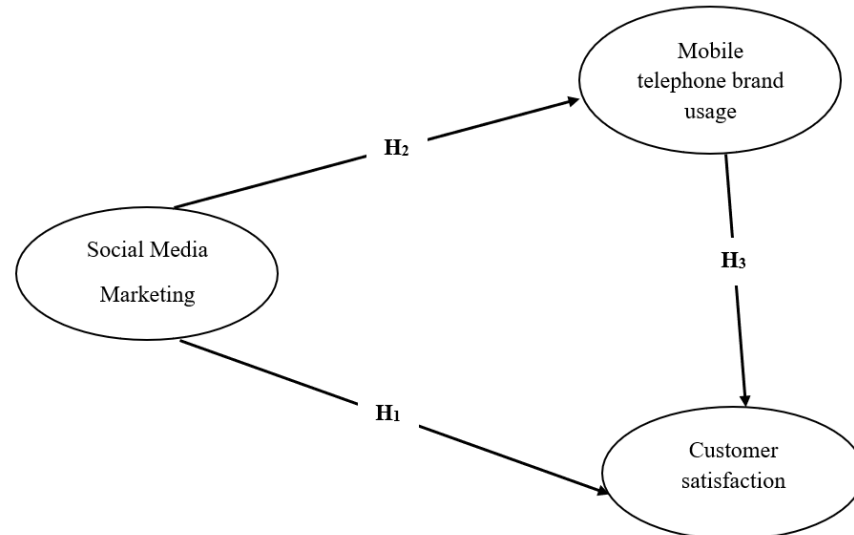 Mobile
telephone brand
usage
H₂
Social Media
Marketing
H₃
H₁
Customer
satisfaction